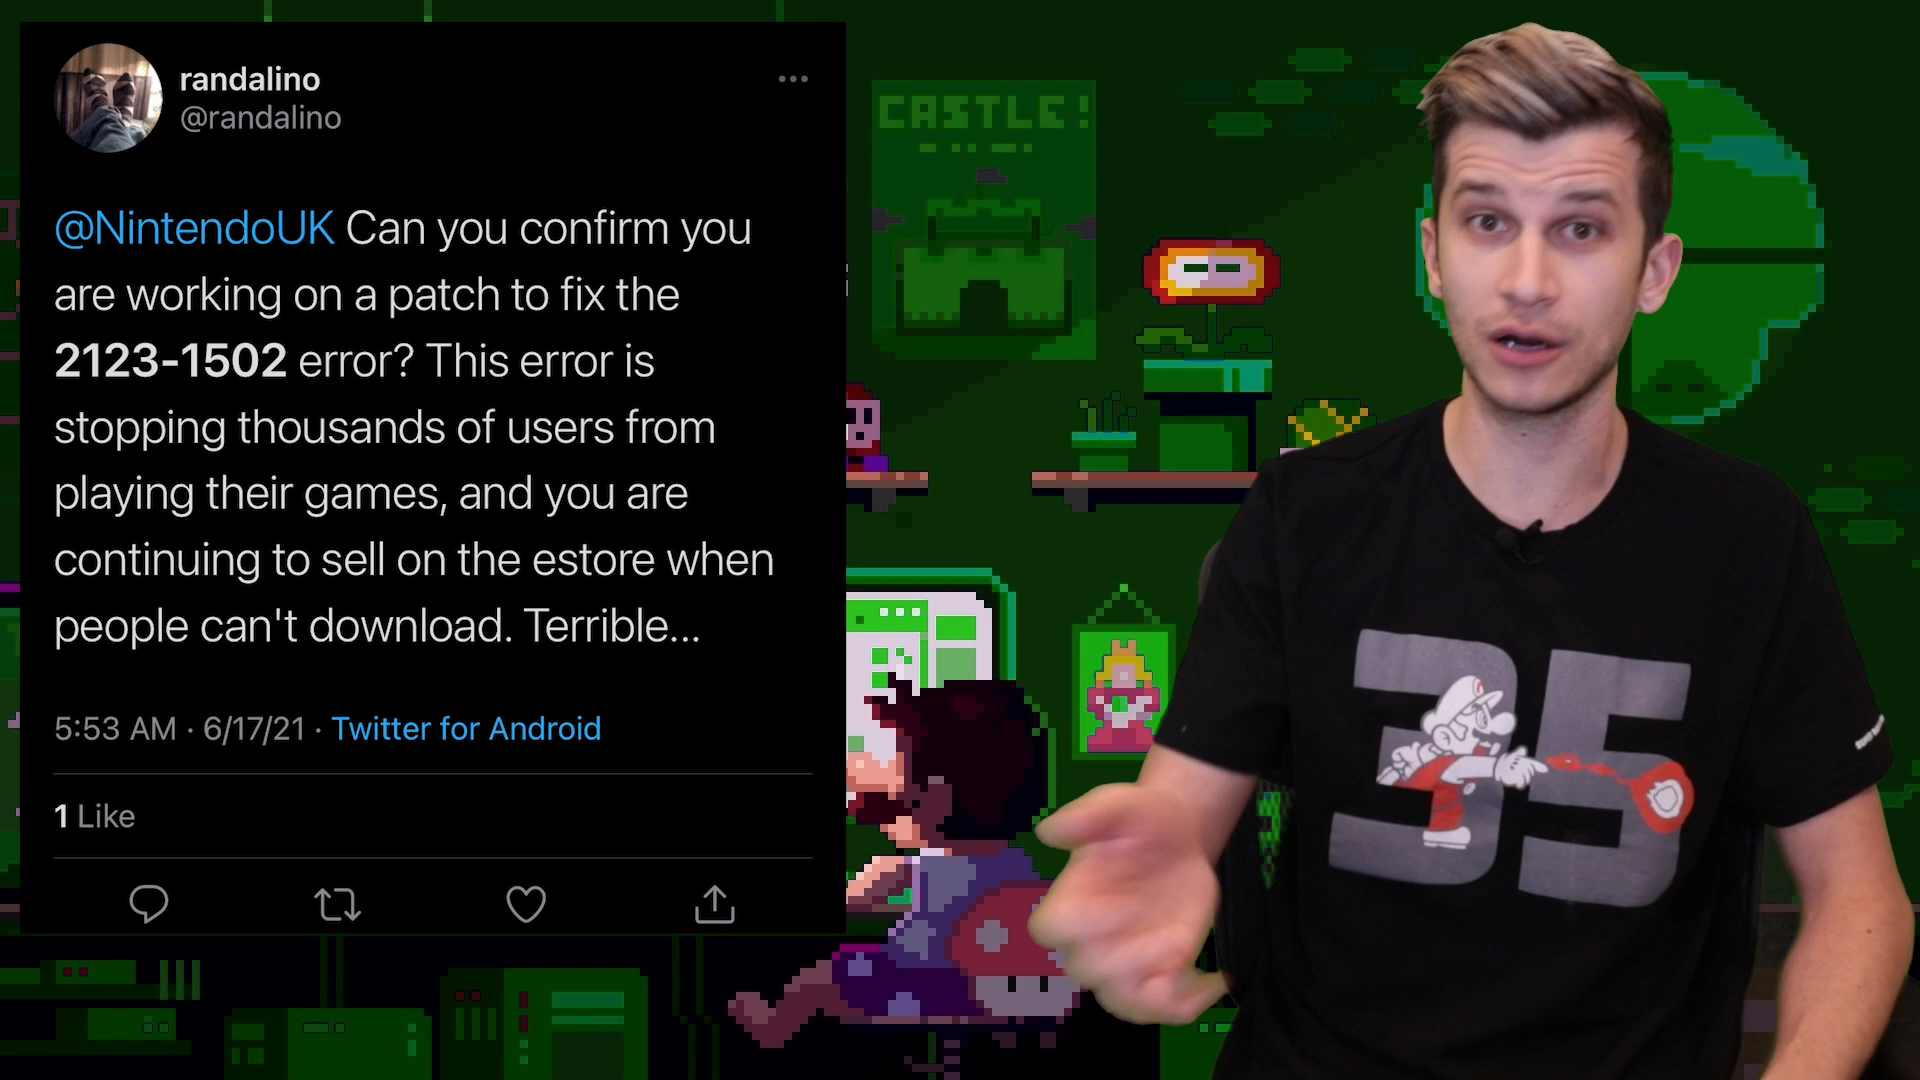 randalino
@randalino
@NintendoUK Can you confirm you
are working on a patch to fix the
2123-1502 error? This error is
stopping thousands of users from
playing their games, and you are
continuing to sell on the estore when
people can't download. Terrible...
5:53 AM · 6/17/21 · Twitter for Android
1 Like
CASTLE!
35